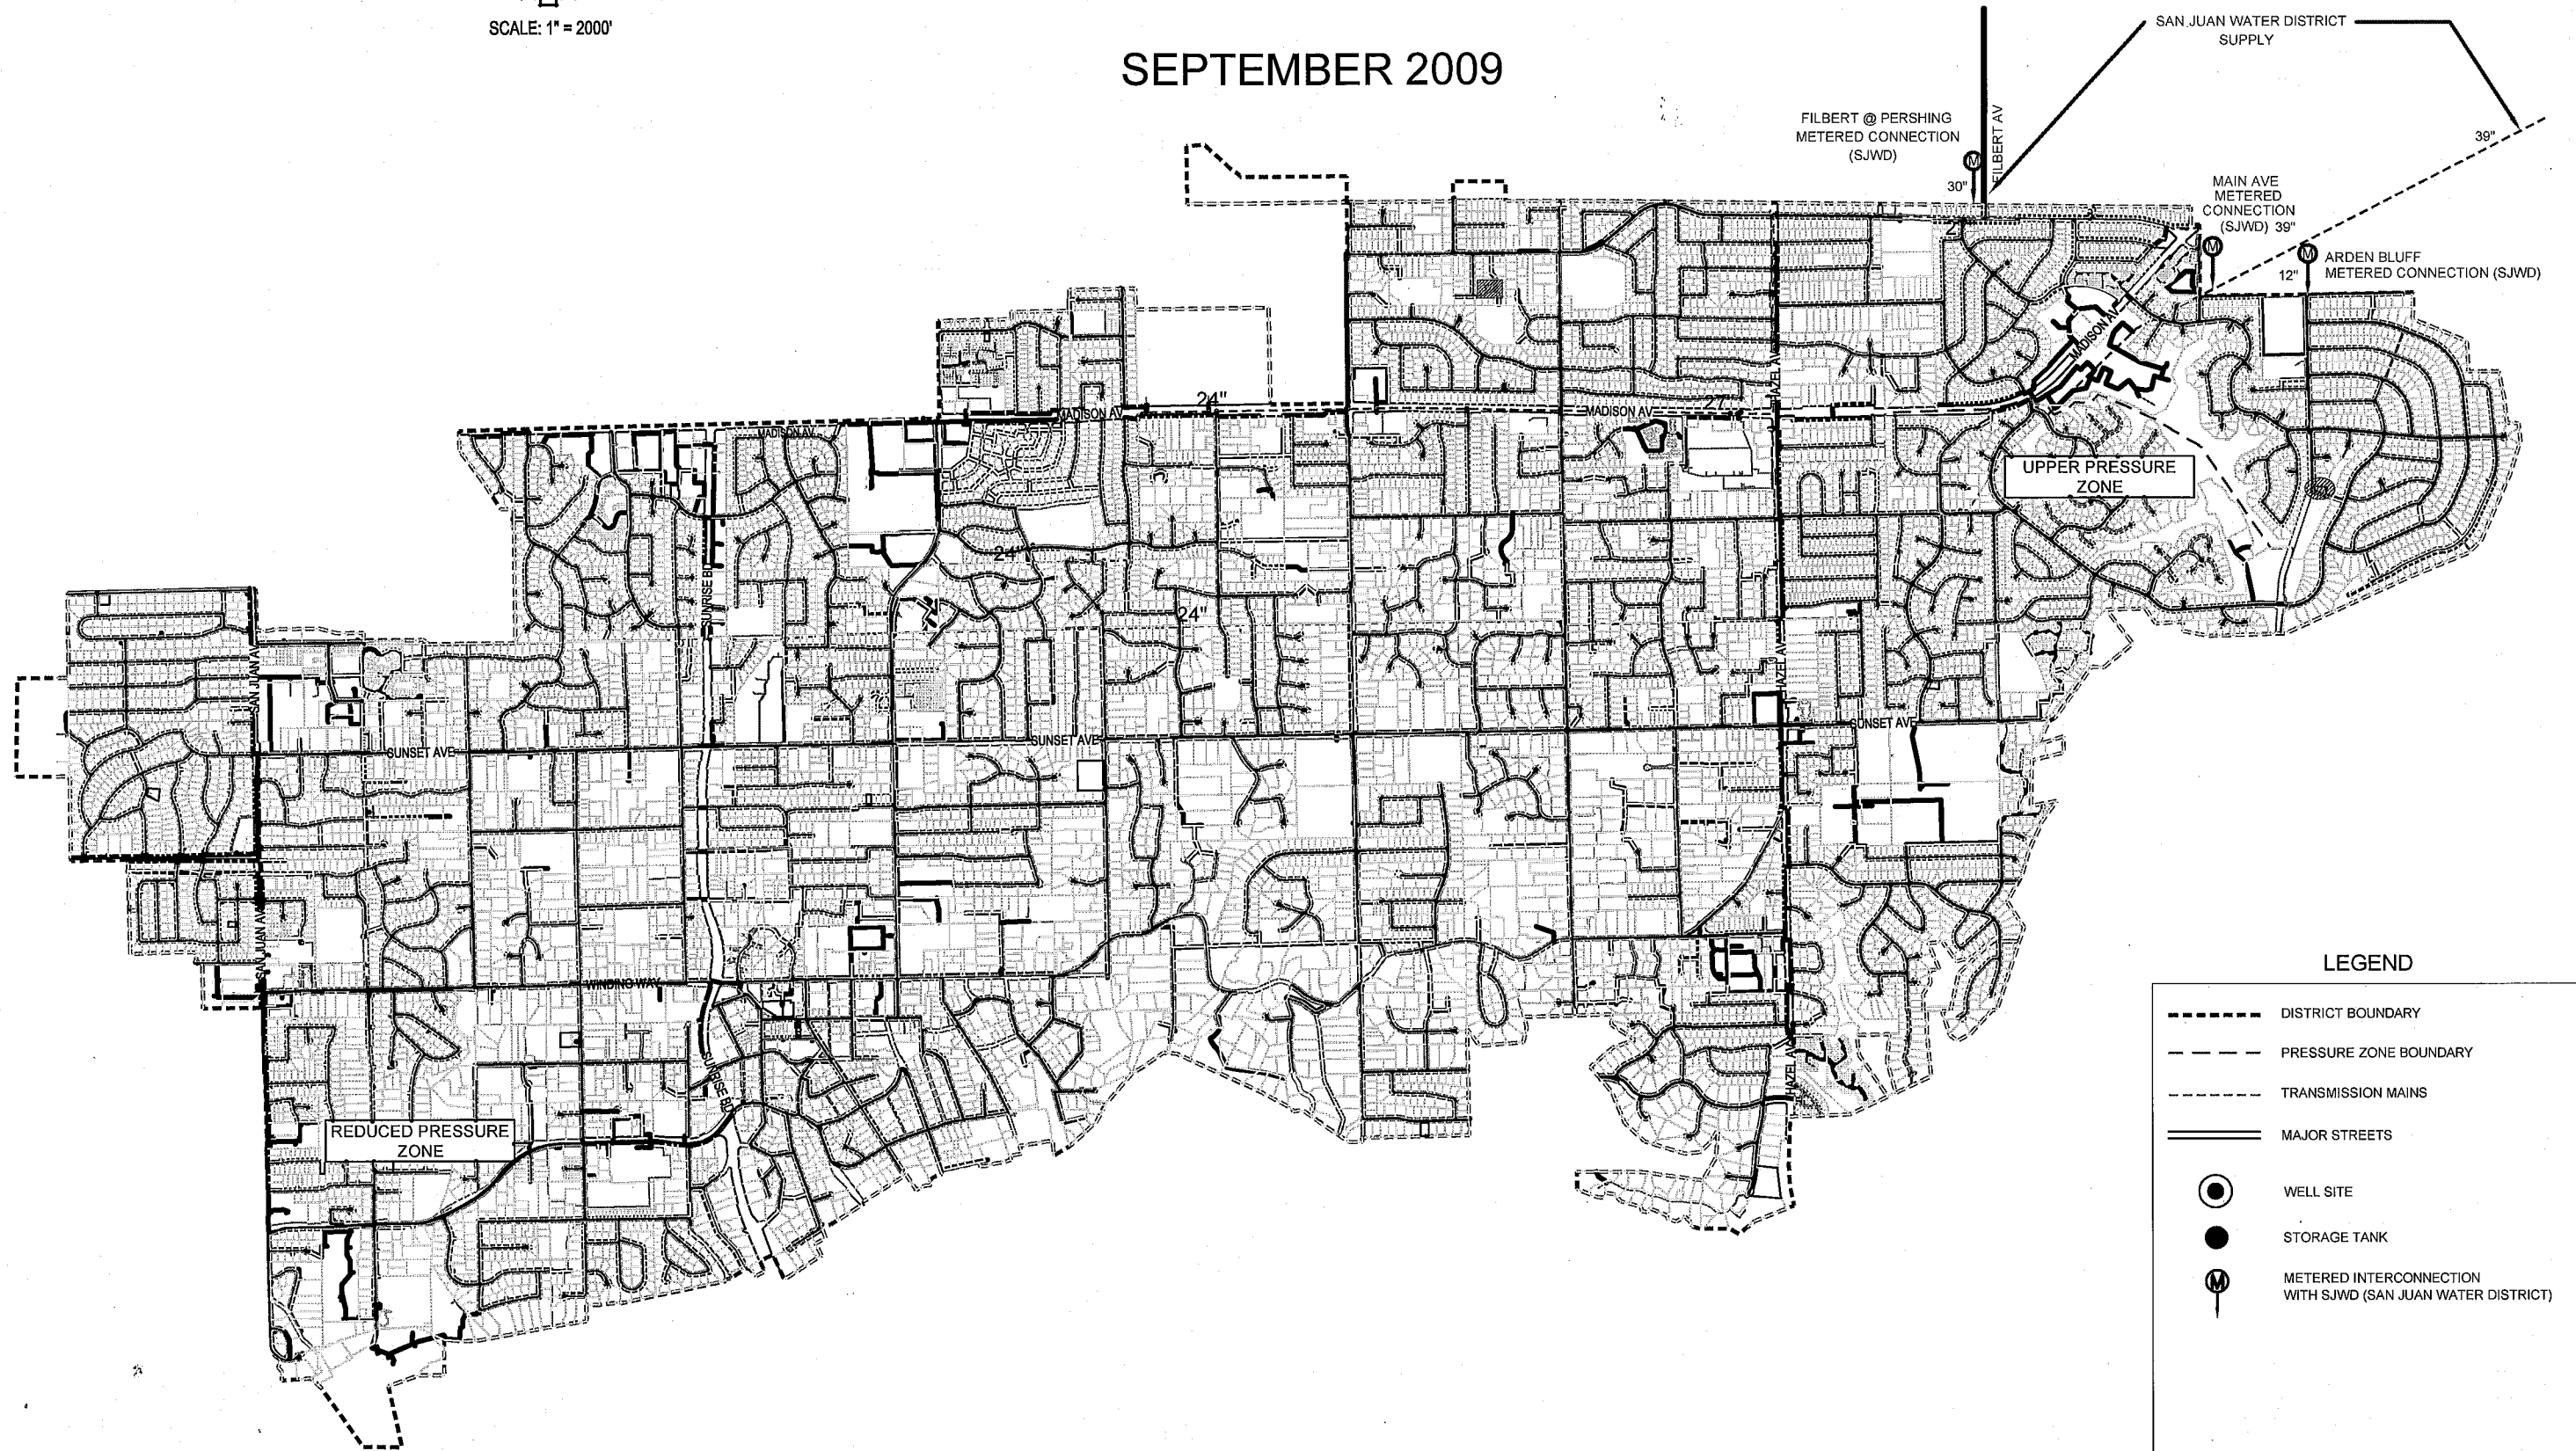 SCALE: 1" = 2000'
SEPTEMBER 2009
SAN JUAN WATER DISTRICT
SUPPLY
FILBERT @ PERSHING
METERED CONNECTION
(SJWD)
FILBERT AV
30"
39"
MAIN AVE
METERED
CONNECTION
(SJWD) 39"
ARDEN BLUFF
METERED CONNECTION (SJWD)
12"
MADISON AV
HAZEL AV
24"
MADISON AV
MADISON AV
27"
MADISON AV
UPPER PRESSURE
ZONE
24"
SUNRISE BD
24"
SAN JUAN AV
HAZEL AV
SUNSET AVE
SUNSET AVE
SUNSET AVE
SAN JUAN AV
WINDING WAY
SUNRISE BD
HAZEL AV
REDUCED PRESSURE
ZONE
LEGEND
DISTRICT BOUNDARY
PRESSURE ZONE BOUNDARY
TRANSMISSION MAINS
MAJOR STREETS
WELL SITE
STORAGE TANK
M METERED INTERCONNECTION
WITH SJWD (SAN JUAN WATER DISTRICT)